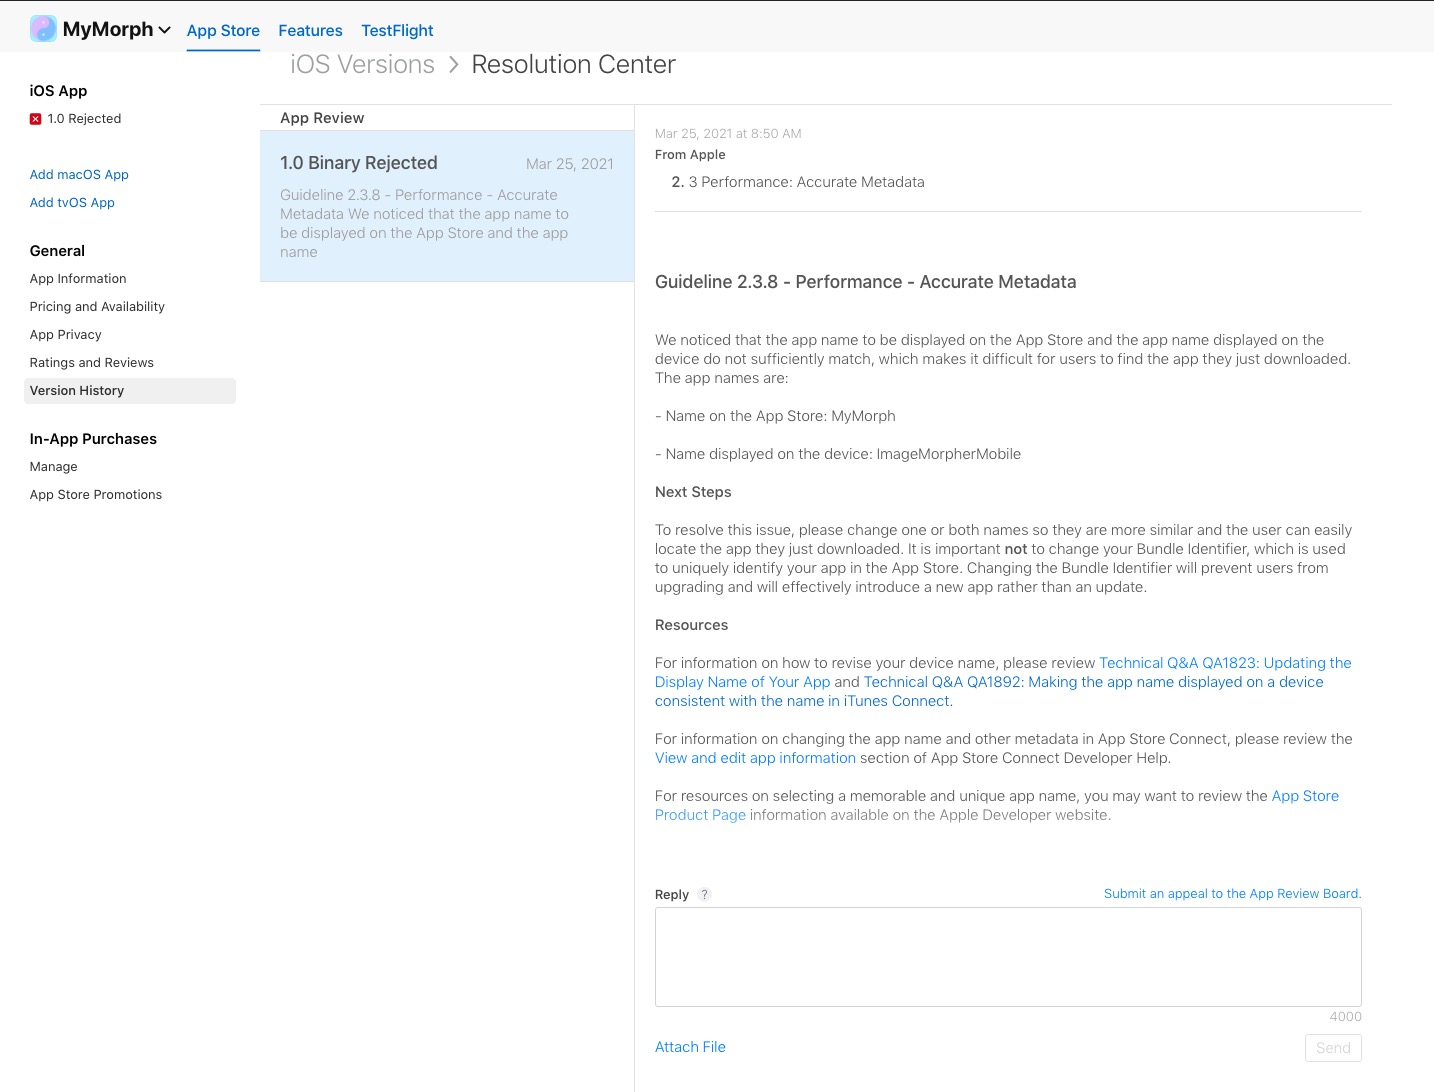 MyMorph
App Store
Features
TestFlight
iOS Versions > Resolution Center
iOS App
1.0 Rejected
Add macOS App
Add tvOS App
General
App Information
Pricing and Availability
App Privacy
Ratings and Reviews
Version History
In-App Purchases
Manage
App Store Promotions
App Review
1.0 Binary Rejected
Mar 25, 2021
Guideline 2.3.8 - Performance - Accurate
Metadata We noticed that the app name to
be displayed on the App Store and the app
name
Mar 25, 2021 at 8:50 AM
From Apple
2. 3 Performance: Accurate Metadata
Guideline 2.3.8 - Performance - Accurate Metadata
We noticed that the app name to be displayed on the App Store and the app name displayed on the
device do not sufficiently match, which makes it difficult for users to find the app they just downloaded.
The app names are:
- Name on the App Store: MyMorph
- Name displayed on the device: ImageMorpherMobile
Next Steps
To resolve this issue, please change one or both names so they are more similar and the user can easily
locate the app they just downloaded. It is important not to change your Bundle Identifier, which is used
to uniquely identify your app in the App Store. Changing the Bundle Identifier will prevent users from
upgrading and will effectively introduce a new app rather than an update.
Resources
For information on how to revise your device name, please review Technical Q&A QA1823: Updating the
Display Name of Your App and Technical Q&A QA1892: Making the app name displayed on a device
consistent with the name in iTunes Connect.
For information on changing the app name and other metadata in App Store Connect, please review the
View and edit app information section of App Store Connect Developer Help.
For resources on selecting a memorable and unique app name, you may want to review the App Store
Product Page information available on the Apple Developer website.
Reply ?
Submit an appeal to the App Review Board.
4000
Attach File
Send